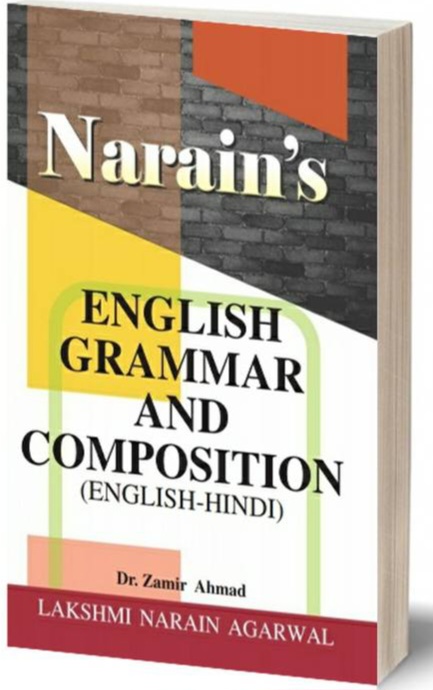 Narain's
ENGLISH
GRAMMAR
AND
COMPOSITION
(ENGLISH-HINDI)
Dr. Zamir Ahmad
LAKSHMI NARAIN AGARWAL